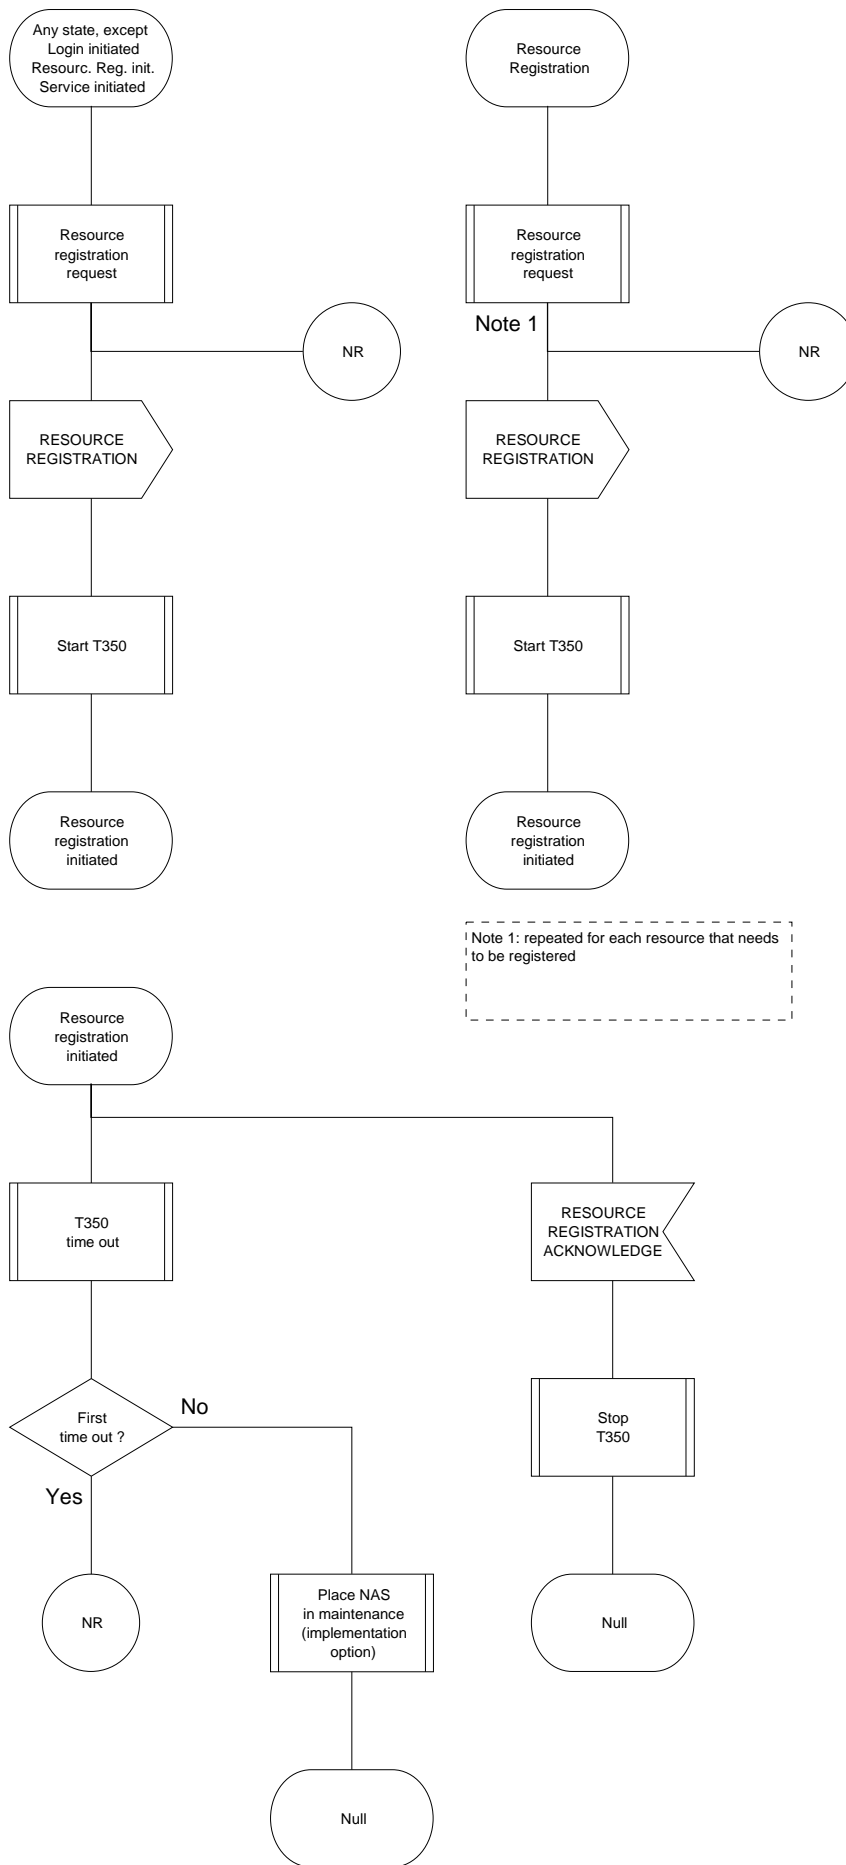 Any state, except
Login initiated
Resourc. Reg. init.
Service initiated
Resource
registration
request
NR
RESOURCE
REGISTRATION
Start T350
Resource
registration
initiated
Resource
Registration
Resource
registration
request
Note 1
NR
RESOURCE
REGISTRATION
Start T350
Resource
registration
initiated
Note 1: repeated for each resource that needs
to be registered
Resource
registration
initiated
T350
time out
First
time out ?
No
Yes
NR
Place NAS
in maintenance
(implementation
option)
Null
RESOURCE
REGISTRATION
ACKNOWLEDGE
Stop
T350
Null